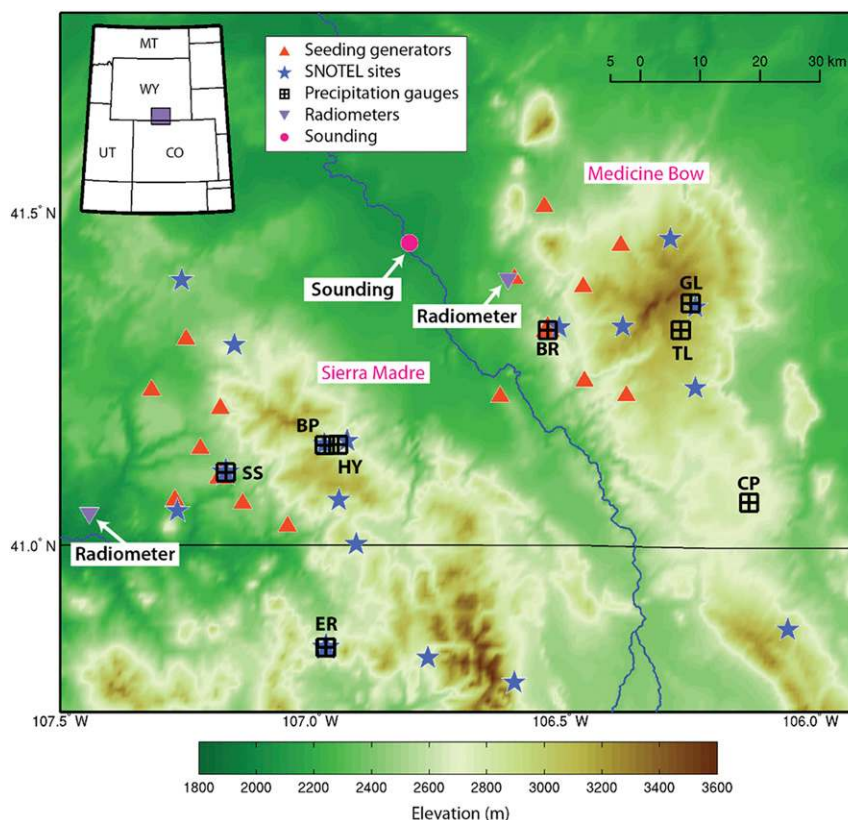 MT
WY
UT
CO
Seeding generators
SNOTEL sites
Precipitation gauges
Radiometers
Sounding
5 0 10 20 30 km
Medicine Bow
41.5°
Sounding
Radiometer
GL
BR
TL
Sierra Madre
BP
HY
SS
CP
Radiometer
41.0°
ER
107.5° W
107.0° W
106.5° W
106.0° W
1800 2000 2200 2400 2600 2800 3000 3200 3400 3600
Elevation (m)